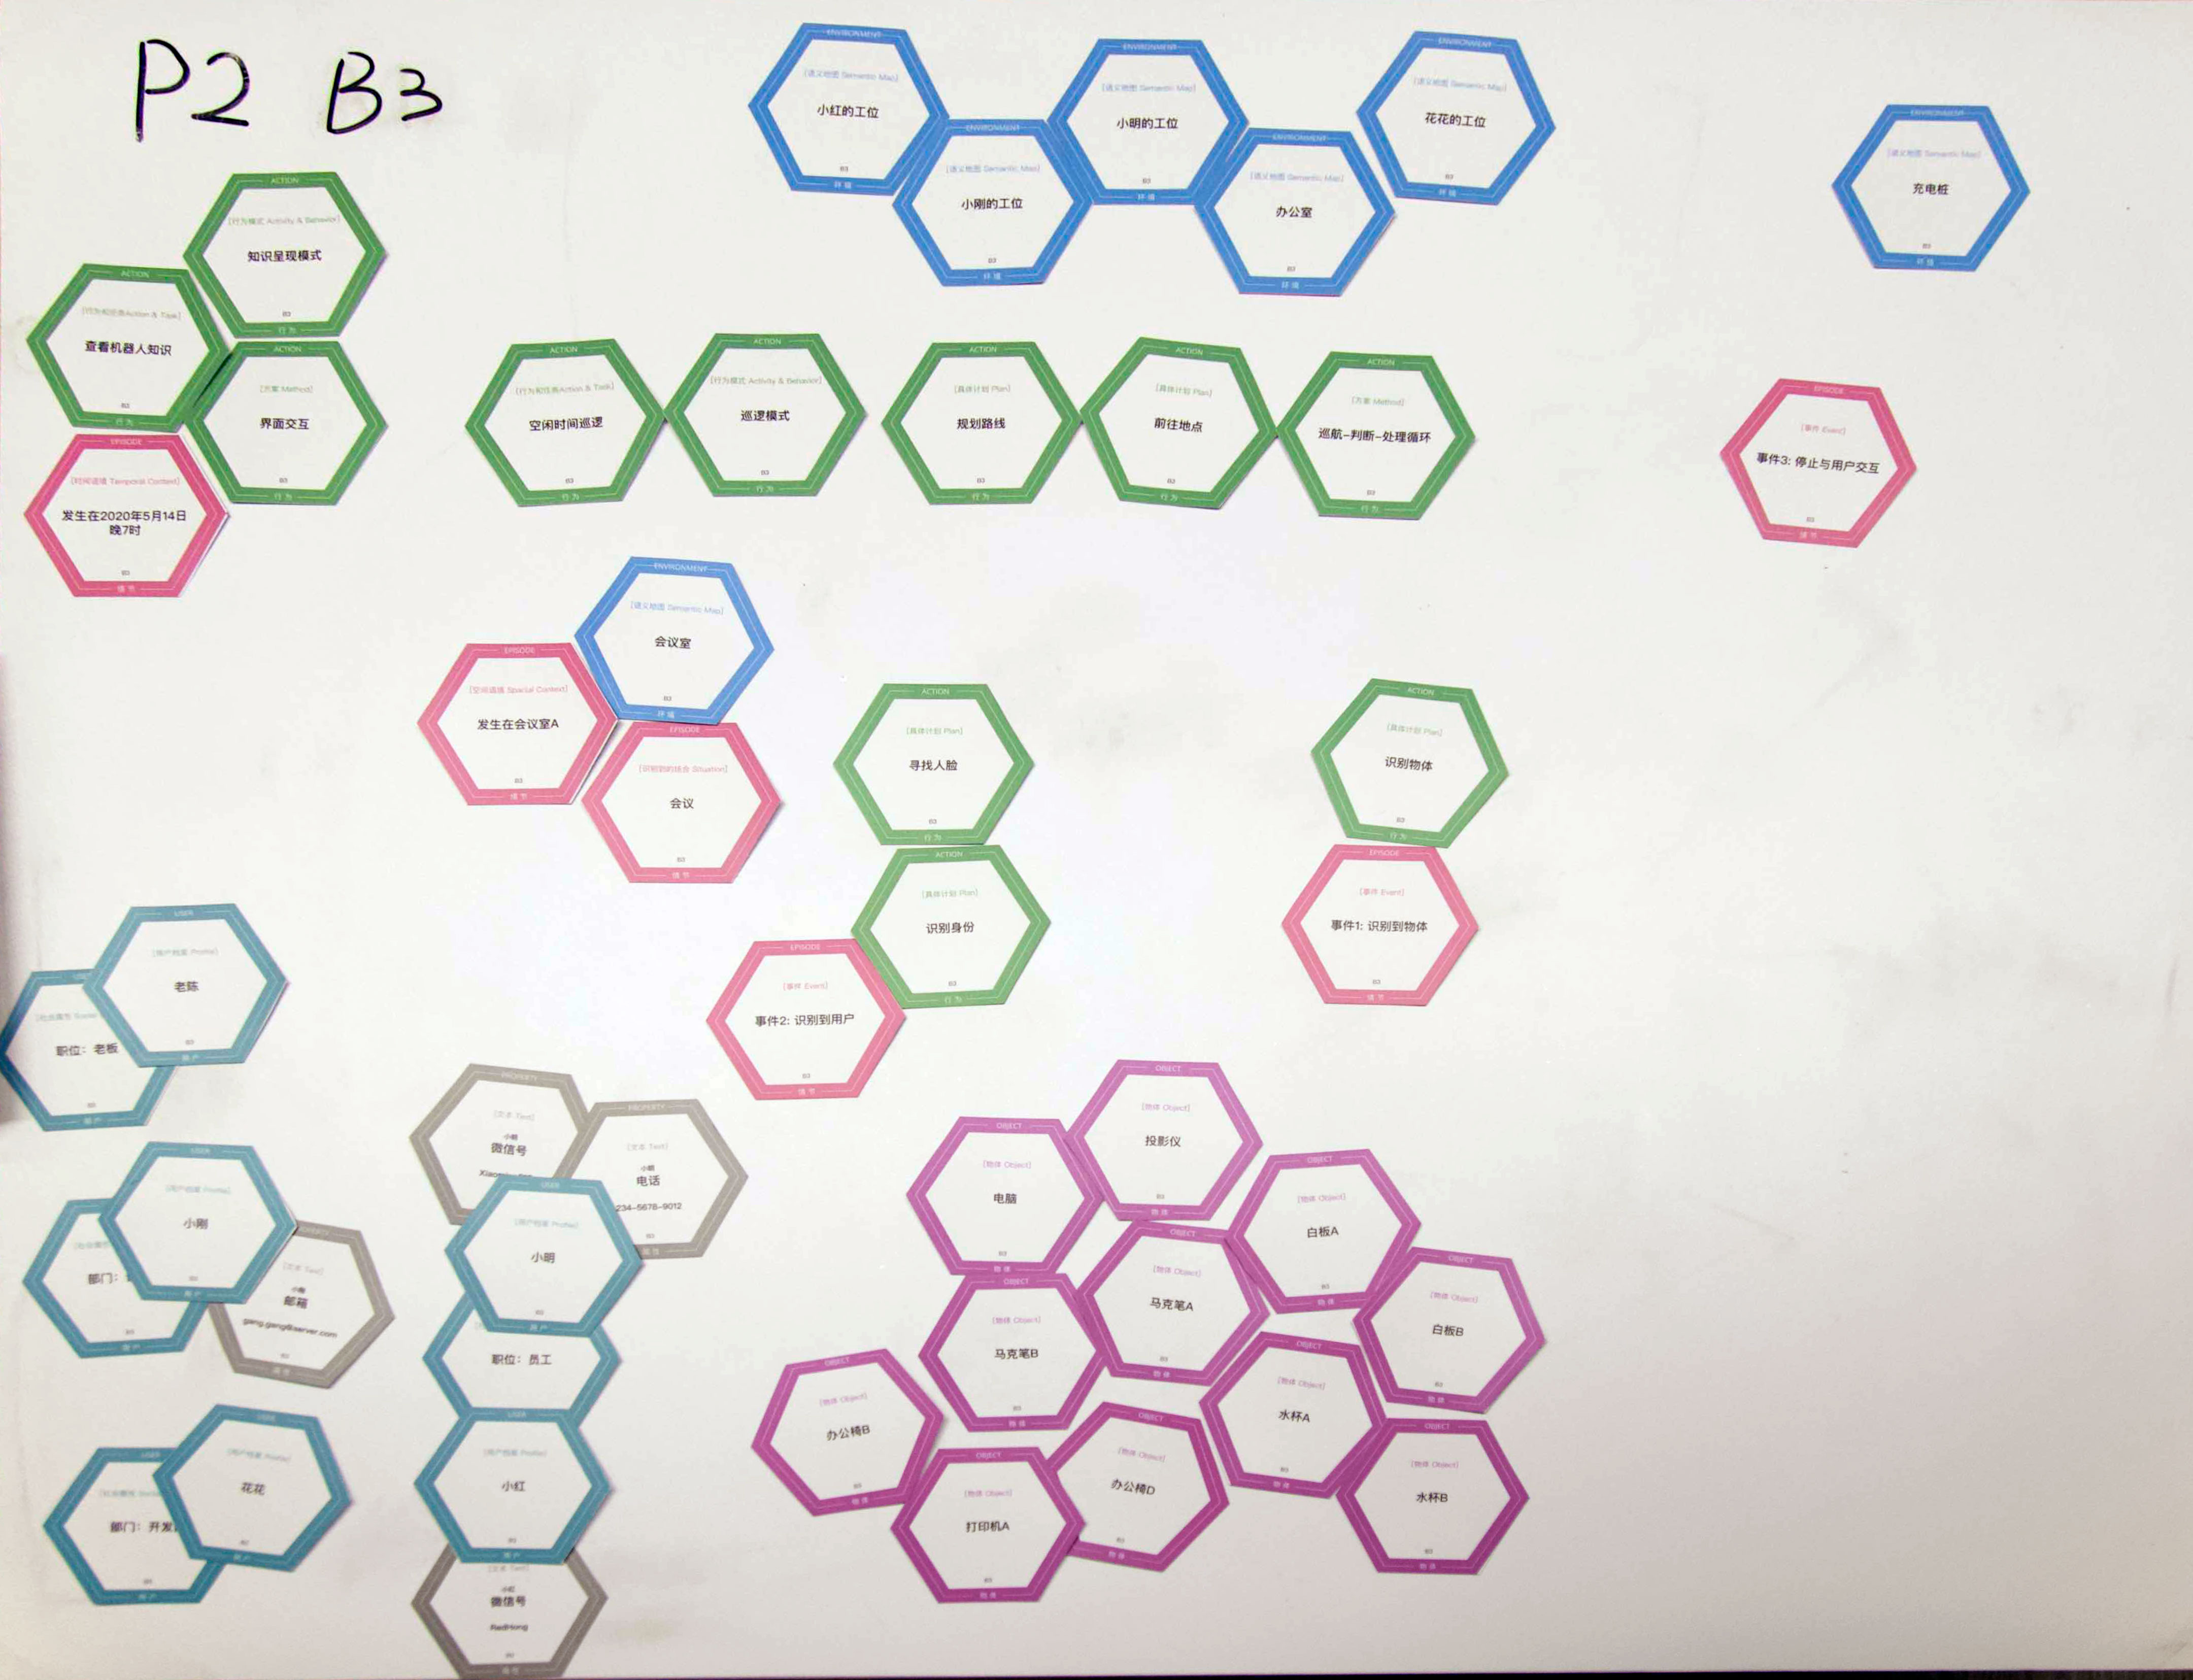 P2 B3
ENVIRONMENT
[语义地图 Semantic Map]
小红的工位
B3
环境
ENVIRONMENT
[语义地图 Semantic Map]
小刚的工位
B3
环境
ENVIRONMENT
[语义地图 Semantic Map]
小明的工位
B3
环境
ENVIRONMENT
[语义地图 Semantic Map]
办公室
B3
环境
ENVIRONMENT
[语义地图 Semantic Map]
花花的工位
B3
环境
ENVIRONMENT
[语义地图 Semantic Map]
充电桩
B3
环境
ACTION
[行为模式 Activity & Behavior]
知识呈现模式
B3
行为
ACTION
[行为和任务Action & Task]
查看机器人知识
B3
行为
ACTION
[方案 Method]
界面交互
B3
行为
EPISODE
[时间语境 Temporal Context]
发生在2020年5月14日
晚7时
B3
情节
ACTION
[行为和任务Action & Task]
空闲时间巡逻
B3
行为
ACTION
[行为模式 Activity & Behavior]
巡逻模式
B3
行为
ACTION
[具体计划 Plan]
规划路线
B3
行为
ACTION
[具体计划 Plan]
前往地点
B3
行为
ACTION
[方案 Method]
巡航-判断-处理循环
B3
行为
EPISODE
[事件 Event]
事件3: 停止与用户交互
B3
情节
ENVIRONMENT
[语义地图 Semantic Map]
会议室
B3
环境
EPISODE
[空间语境 Spacial Context]
发生在会议室A
B3
情节
EPISODE
[识别到的场合 Situation]
会议
B3
情节
ACTION
[具体计划 Plan]
寻找人脸
B3
行为
ACTION
[具体计划 Plan]
识别身份
B3
行为
EPISODE
[事件 Event]
事件2: 识别到用户
B3
情节
ACTION
[具体计划 Plan]
识别物体
B3
行为
EPISODE
[事件 Event]
事件1: 识别到物体
B3
情节
USER
[用户档案 Profile]
老陈
B3
用户
职位：老板
B3
用户
USER
[用户档案 Profile]
小刚
B3
用户
部门：
B3
用户
[文本 Text]
小刚
邮箱
gang.gang@server.com
B3
属性
USER
[用户档案 Profile]
花花
B3
用户
USER
部门：开发
B3
用户
PROPERTY
[文本 Text]
小明
微信号
PROPERTY
[文本 Text]
小明
电话
234-5678-9012
B3
属性
USER
[用户档案 Profile]
小明
B3
用户
职位：员工
USER
[用户档案 Profile]
小红
B3
用户
[文本 Text]
小红
微信号
RedHong
B3
属性
OBJECT
[物体 Object]
投影仪
B3
物体
OBJECT
[物体 Object]
电脑
B3
物体
OBJECT
[物体 Object]
白板A
B3
物体
OBJECT
[物体 Object]
马克笔A
B3
物体
OBJECT
[物体 Object]
白板B
B3
物体
OBJECT
[物体 Object]
马克笔B
B3
物体
OBJECT
[物体 Object]
水杯A
B3
物体
OBJECT
[物体 Object]
办公椅B
B3
物体
OBJECT
[物体 Object]
办公椅D
B3
物体
OBJECT
[物体 Object]
水杯B
B3
物体
OBJECT
[物体 Object]
打印机A
B3
物体